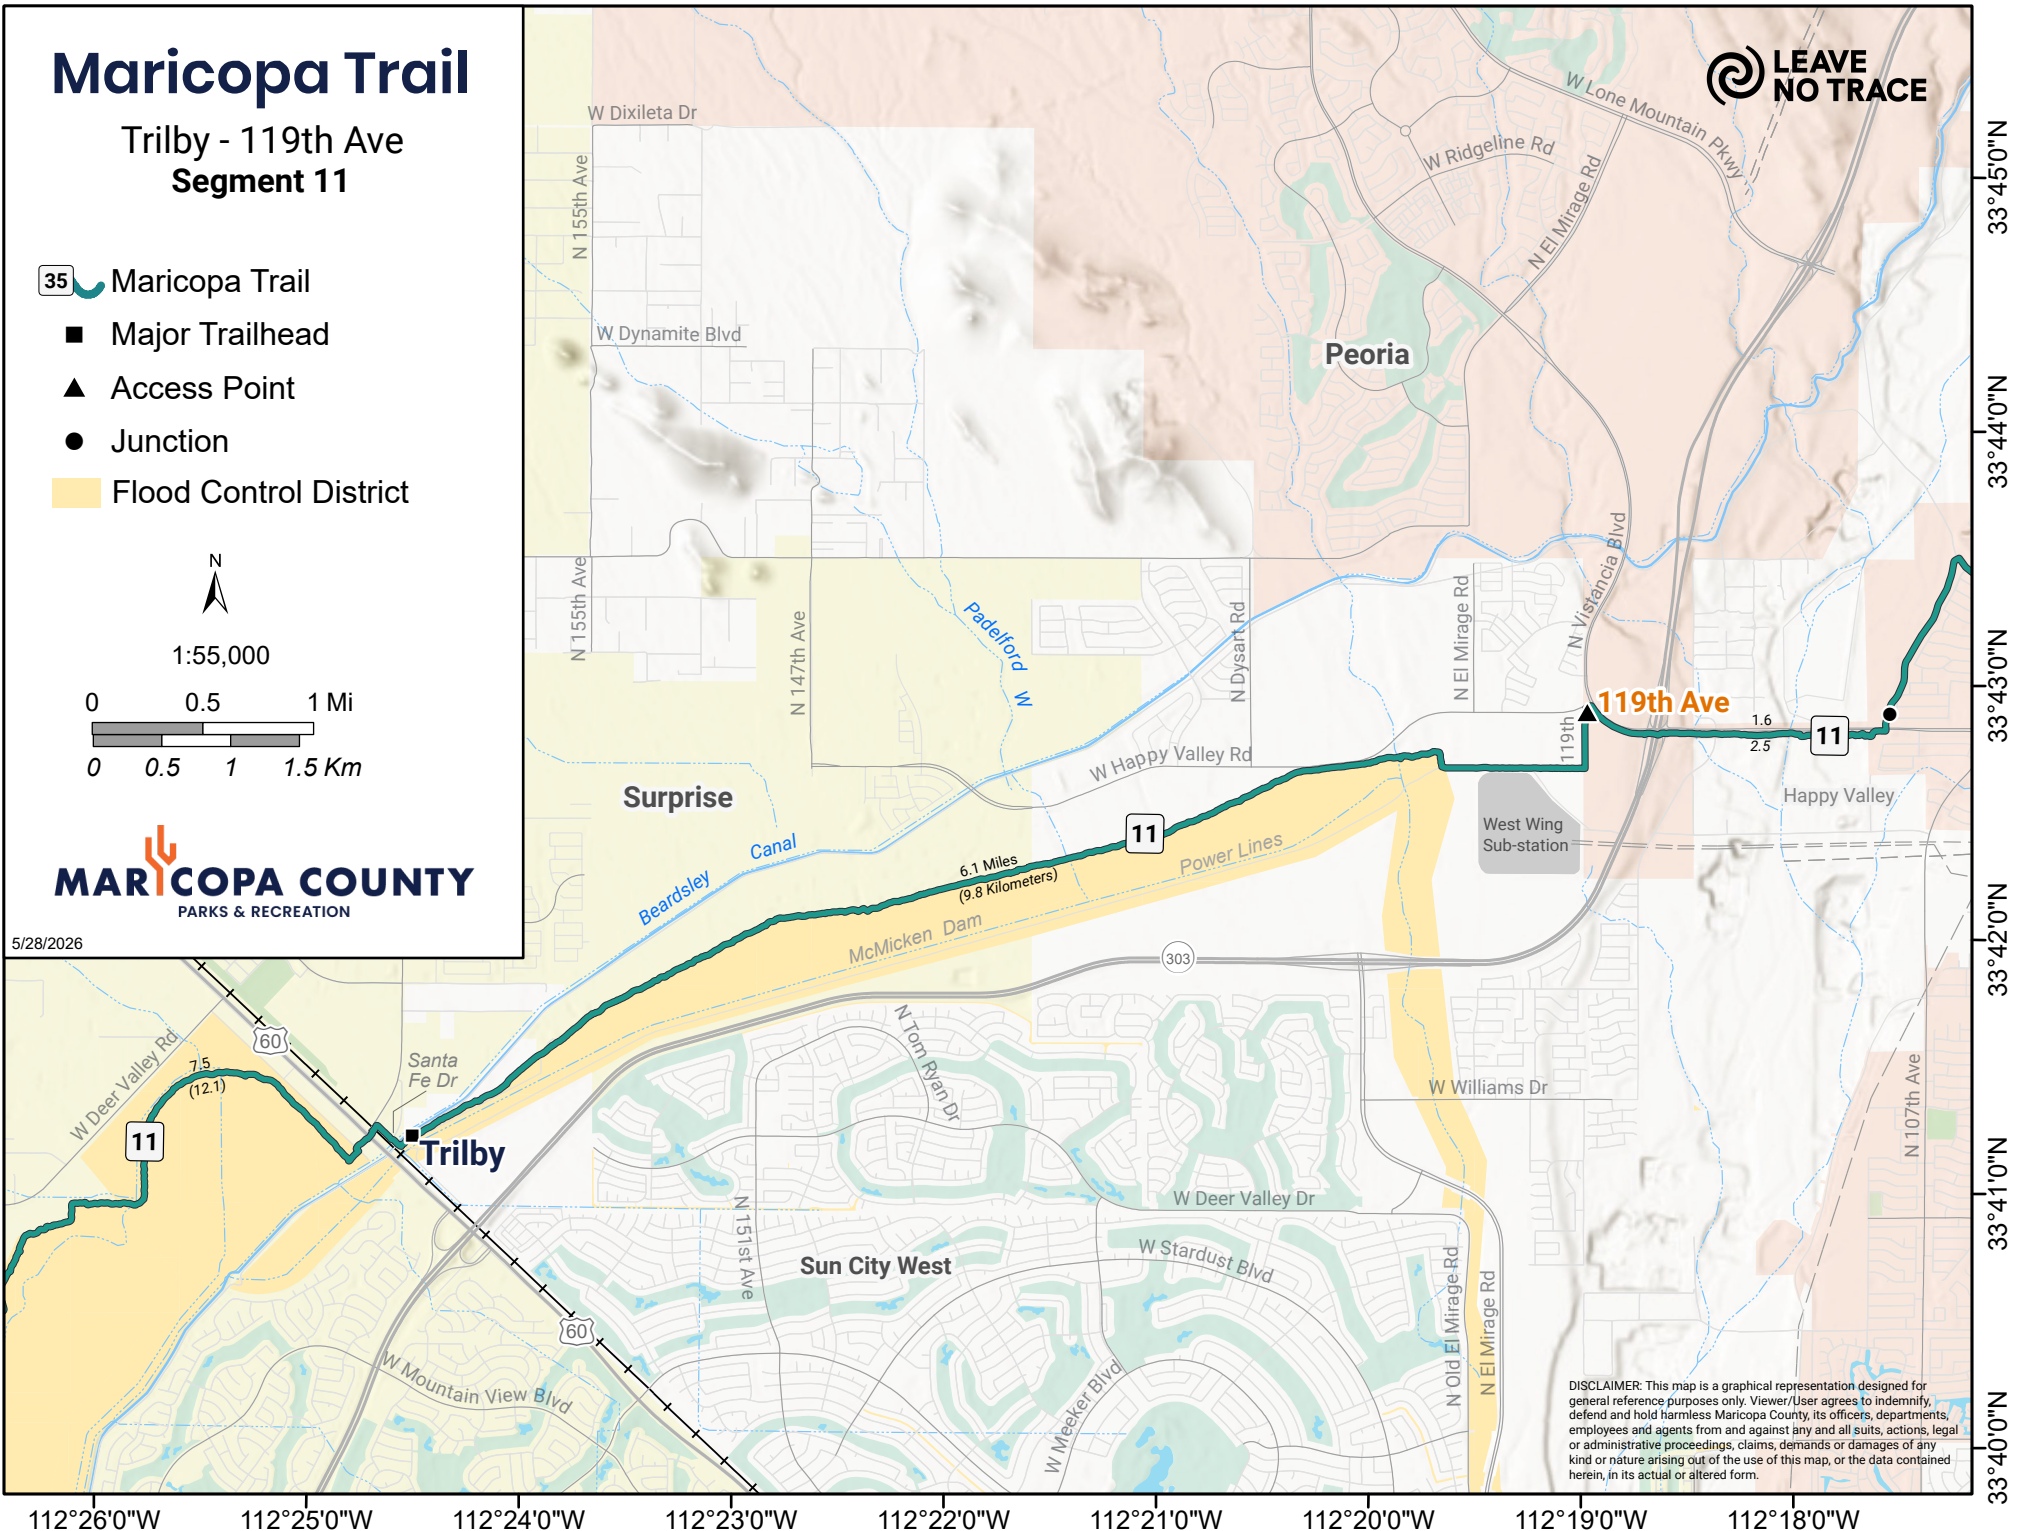 Maricopa Trail
Trilby - 119th Ave
Segment 11
35 Maricopa Trail
Major Trailhead
Access Point
Junction
Flood Control District
N
1:55,000
0 0.5 1 Mi
0 0.5 1 1.5 Km
MARICOPA COUNTY
PARKS & RECREATION
5/28/2026
LEAVE
NO TRACE
W Dixileta Dr
N 155th Ave
W Dynamite Blvd
W Lone Mountain Pkwy
W Ridgeline Rd
N El Mirage Rd
Peoria
N 155th Ave
N 147th Ave
Padelford W
N Dysart Rd
N El Mirage Rd
N Vistancia Blvd
119th Ave
119th
1.6
2.5
11
W Happy Valley Rd
Happy Valley
Surprise
West Wing
Sub-station
11
Beardsley Canal
6.1 Miles
(9.8 Kilometers)
Power Lines
McMicken Dam
303
60
W Deer Valley Rd
7.5
(12.1)
Santa
Fe Dr
11
Trilby
N Tom Ryan Dr
W Williams Dr
N 107th Ave
N 151st Ave
W Deer Valley Dr
Sun City West
W Stardust Blvd
N Old El Mirage Rd
N El Mirage Rd
60
W Mountain View Blvd
W Meeker Blvd
DISCLAIMER: This map is a graphical representation designed for
general reference purposes only. Viewer/User agrees to indemnify,
defend and hold harmless Maricopa County, its officers, departments,
employees and agents from and against any and all suits, actions, legal
or administrative proceedings, claims, demands or damages of any
kind or nature arising out of the use of this map, or the data contained
herein, in its actual or altered form.
33°45'0"N
33°44'0"N
33°43'0"N
33°42'0"N
33°41'0"N
33°40'0"N
112°26'0"W 112°25'0"W 112°24'0"W 112°23'0"W 112°22'0"W 112°21'0"W 112°20'0"W 112°19'0"W 112°18'0"W